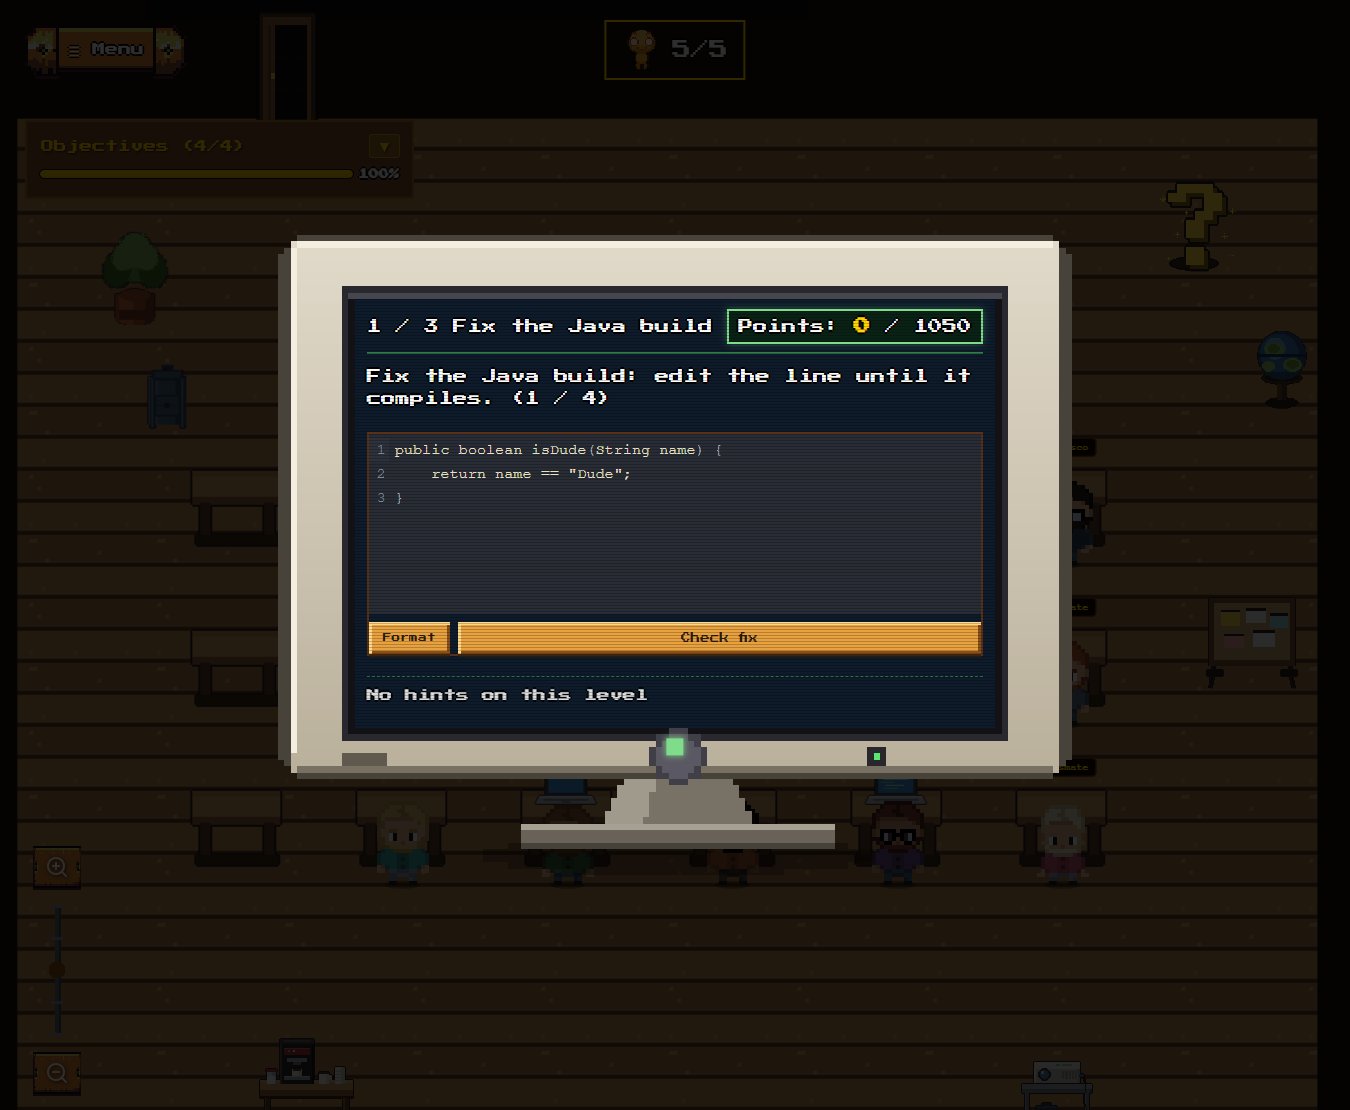 ≡ Menu
5/5
Objectives (4/4)
▼
100%
1 / 3 Fix the Java build
Points: 0 / 1050
Fix the Java build: edit the line until it
compiles. (1 / 4)
1 public boolean isDude(String name) {
2     return name == "Dude";
3 }
Format
Check fix
No hints on this level